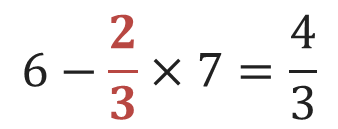 6 − 2/3 × 7 = 4/3